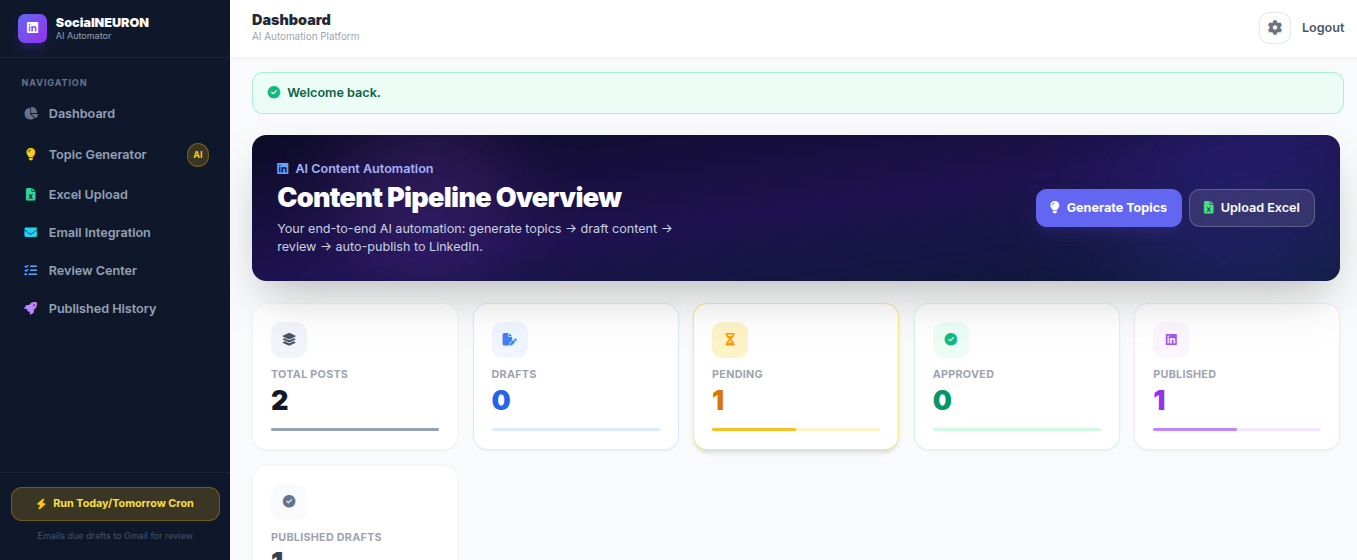 SocialNEURON
AI Automator
NAVIGATION
Dashboard
Topic Generator AI
Excel Upload
Email Integration
Review Center
Published History
Run Today/Tomorrow Cron
Emails due drafts to Gmail for review
Dashboard
AI Automation Platform
Logout
Welcome back.
AI Content Automation
Content Pipeline Overview
Your end-to-end AI automation: generate topics → draft content →
review → auto-publish to LinkedIn.
Generate Topics
Upload Excel
TOTAL POSTS
2
DRAFTS
0
PENDING
1
APPROVED
0
PUBLISHED
1
PUBLISHED DRAFTS
1